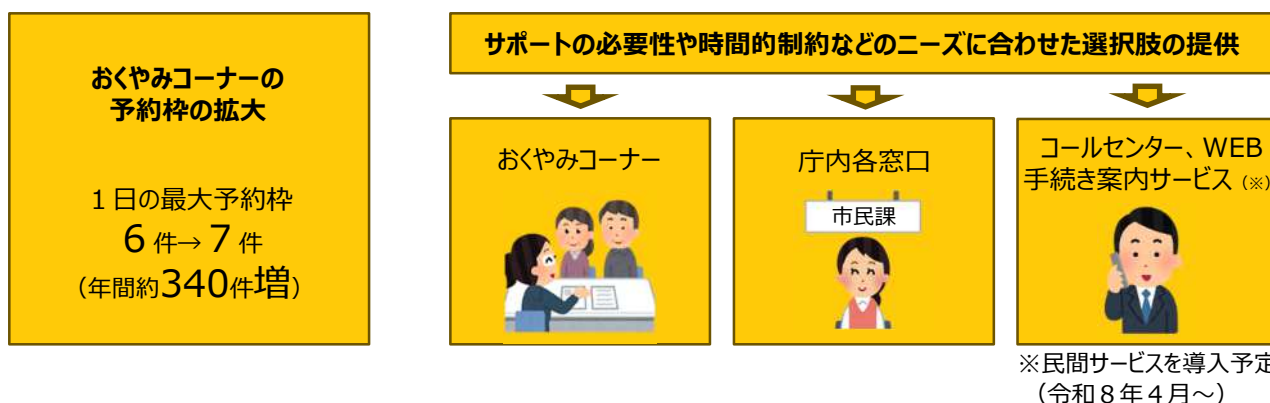 おくやみコーナーの
予約枠の拡大
１日の最大予約枠
6 件→ 7 件
（年間約340件増）
サポートの必要性や時間的制約などのニーズに合わせた選択肢の提供
おくやみコーナー
庁内各窓口
市民課
コールセンター、WEB
手続き案内サービス（※）
※民間サービスを導入予定
（令和８年４月～）